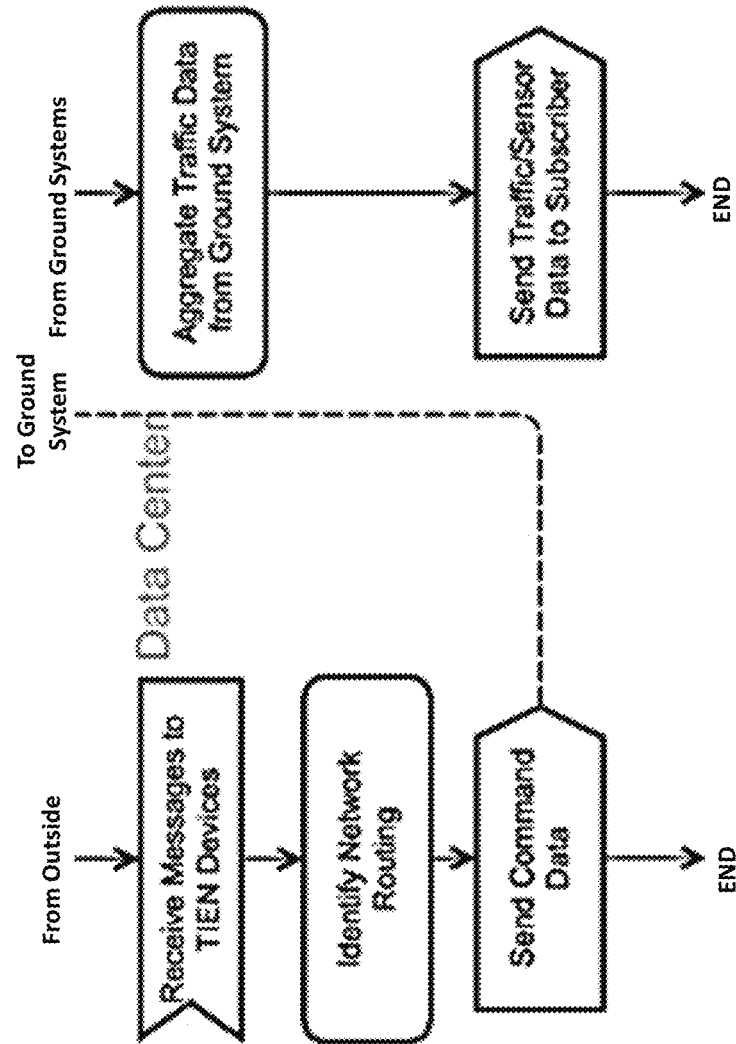 From Outside
Receive Messages to
TIEN Devices
Identify Network
Routing
Send Command
Data
END
Data Center
To Ground
System
From Ground Systems
Aggregate Traffic Data
from Ground System
Send Traffic/Sensor
Data to Subscriber
END